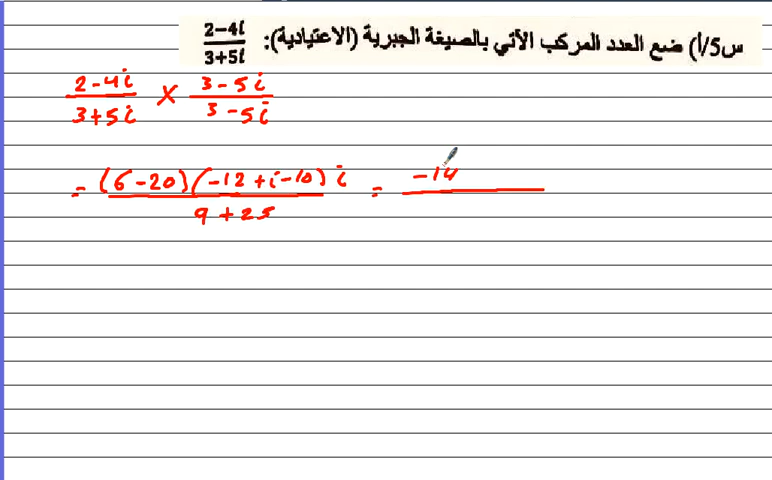 س5/أ) ضع العدد المركب الآتي بالصيغة الجبرية (الاعتيادية): (2-4i)/(3+5i)
(2-4i)/(3+5i) × (3-5i)/(3-5i)
= (6-20)(-12+i-10)i / (9+25) = -14